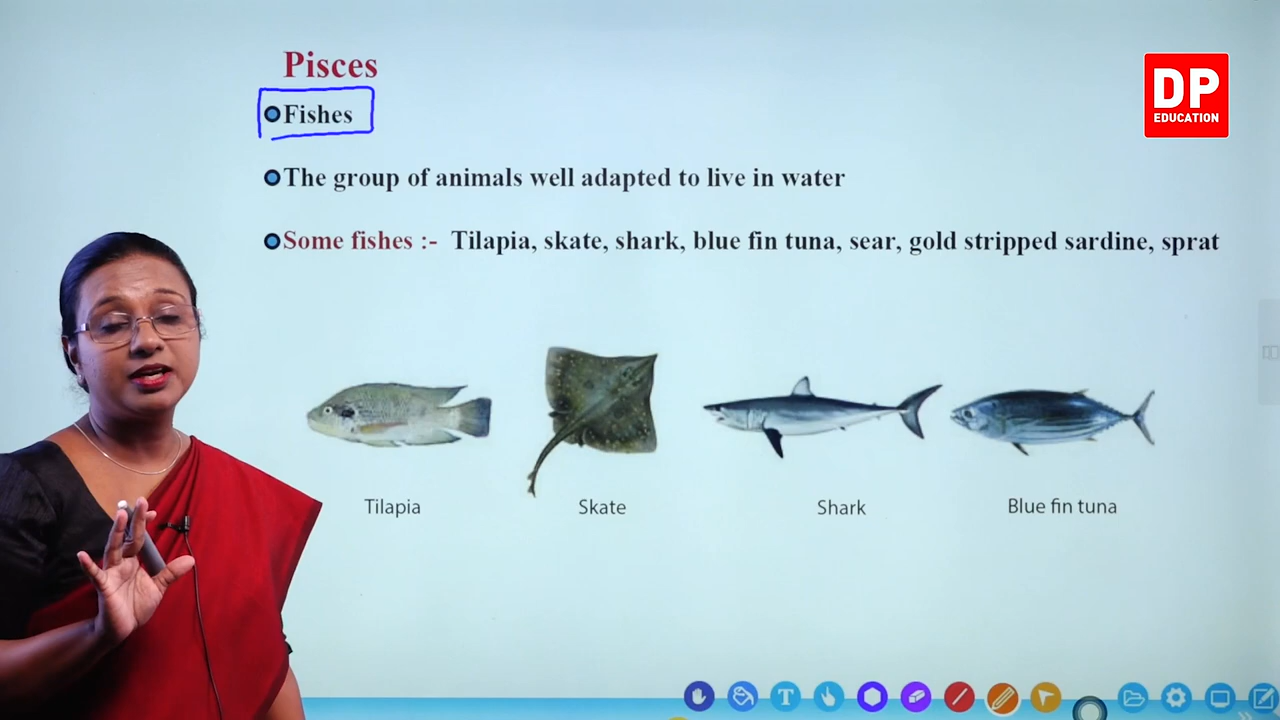 Pisces
Fishes
DP
EDUCATION
The group of animals well adapted to live in water
Some fishes :- Tilapia, skate, shark, blue fin tuna, sear, gold stripped sardine, sprat
Tilapia
Skate
Shark
Blue fin tuna
T